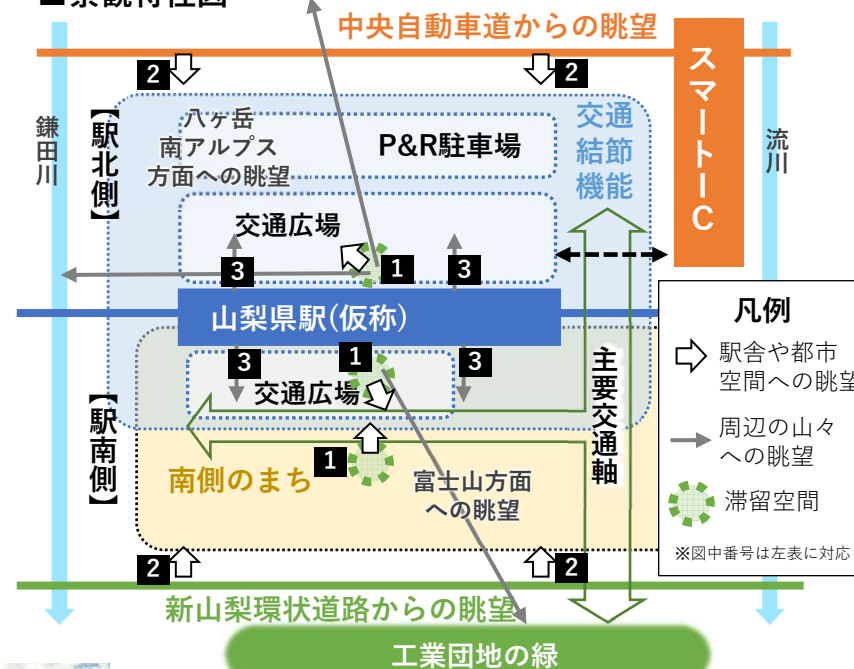 中央自動車道からの眺望
2
2
スマートIC
鎌田川
流川
【駅北側】
八ヶ岳
南アルプス
方面への眺望
P&R駐車場
交通
結節
機能
交通広場
1
3
3
山梨県駅(仮称)
3
1
3
交通広場
主要交通軸
【駅南側】
1
南側のまち
富士山方面
への眺望
凡例
駅舎や都市
空間への眺望
周辺の山々
への眺望
滞留空間
※図中番号は左表に対応
2
2
新山梨環状道路からの眺望
工業団地の緑